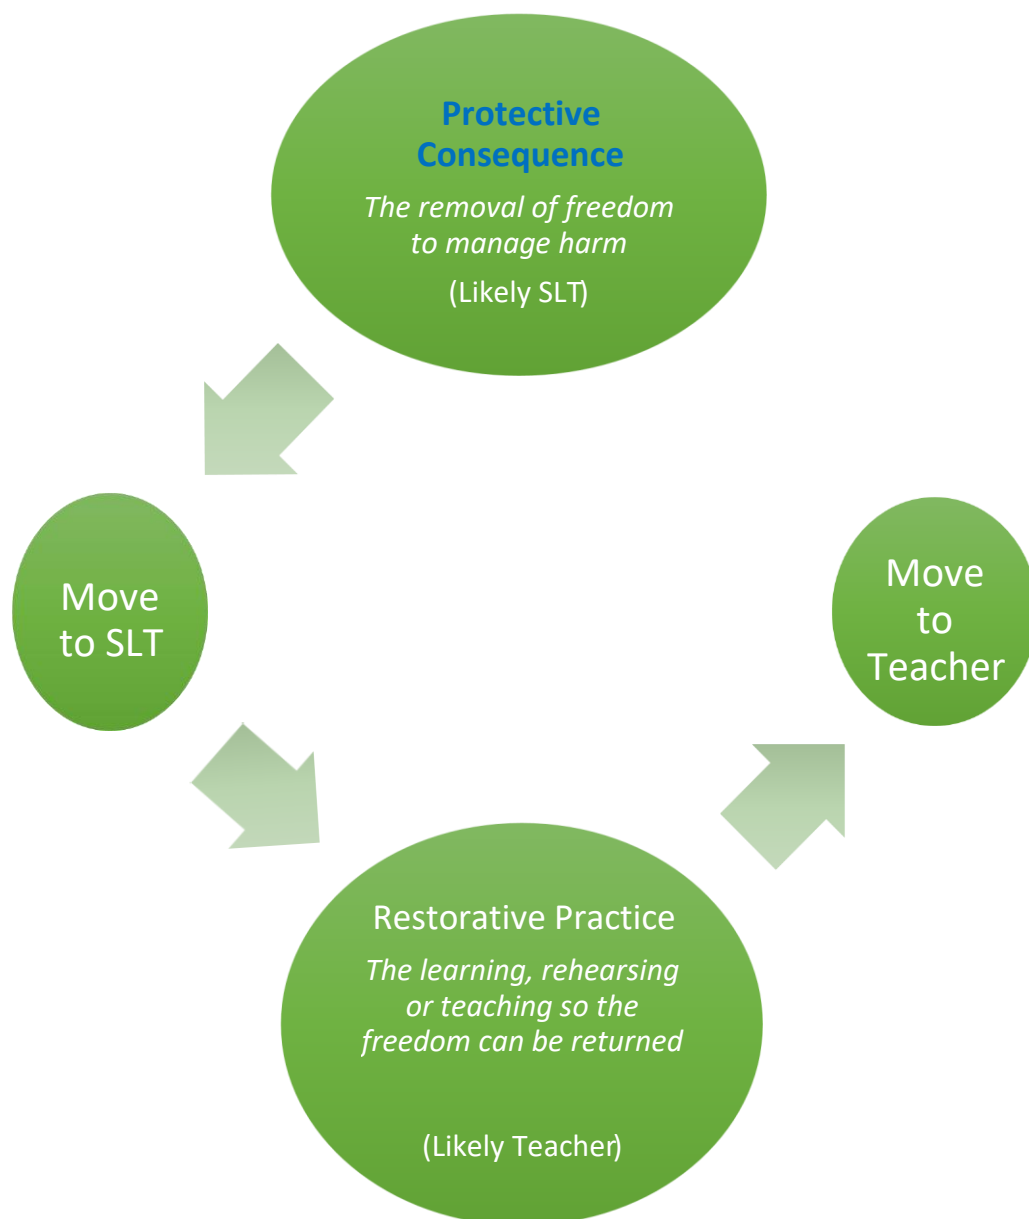 Protective
Consequence
The removal of freedom
to manage harm
(Likely SLT)
Move
to SLT
Move
to
Teacher
Restorative Practice
The learning, rehearsing
or teaching so the
freedom can be returned
(Likely Teacher)